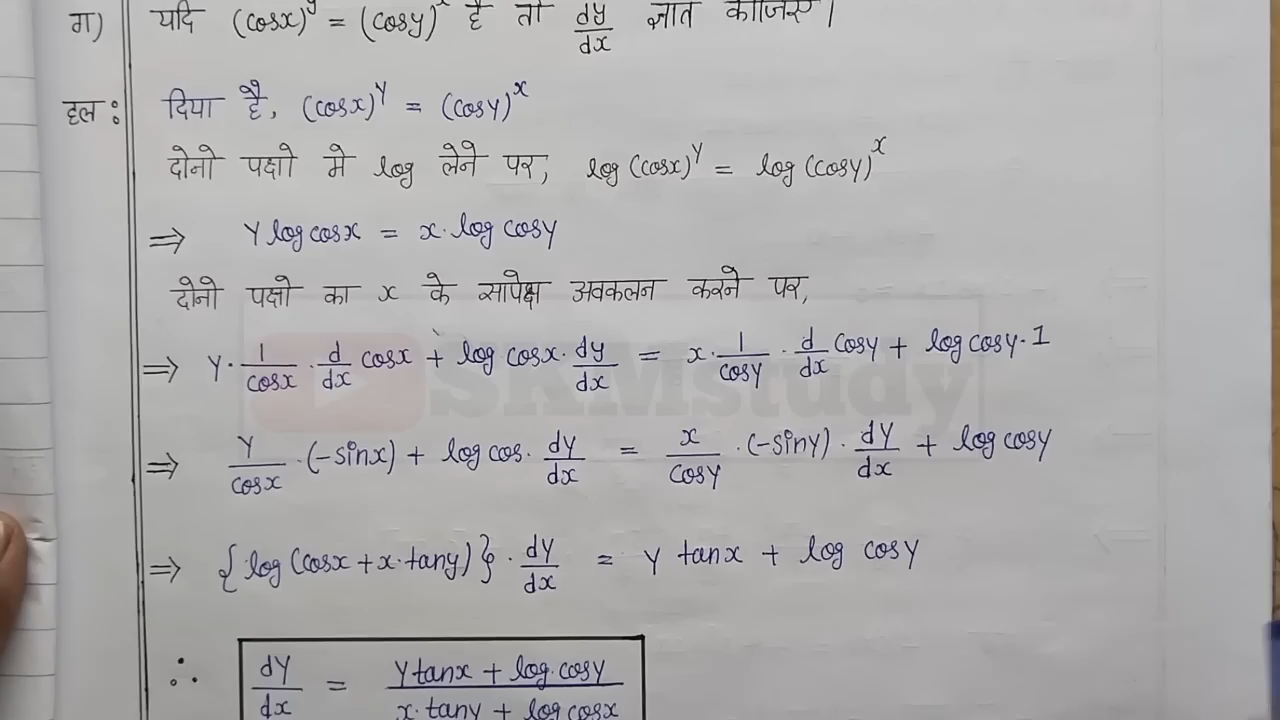 ग) यदि (cosx)^y = (cosy)^x है तो dy/dx ज्ञात कीजिए।
हल : दिया है, (cosx)^y = (cosy)^x
दोनो पक्षो मे log लेने पर, log (cosx)^y = log (cosy)^x
⇒ y log cosx = x · log cosy
दोनो पक्षो का x के सापेक्ष अवकलन करने पर,
⇒ y · 1/cosx · d/dx cosx + log cosx · dy/dx = x · 1/cosy · d/dx cosy + log cosy · 1
SKMstudy
⇒ y/cosx · (-sinx) + log cos · dy/dx = x/cosy · (-siny) · dy/dx + log cosy
⇒ {log (cosx + x · tany)} · dy/dx = y tanx + log cosy
∴ dy/dx = y tanx + log · cosy / x · tany + log cosx